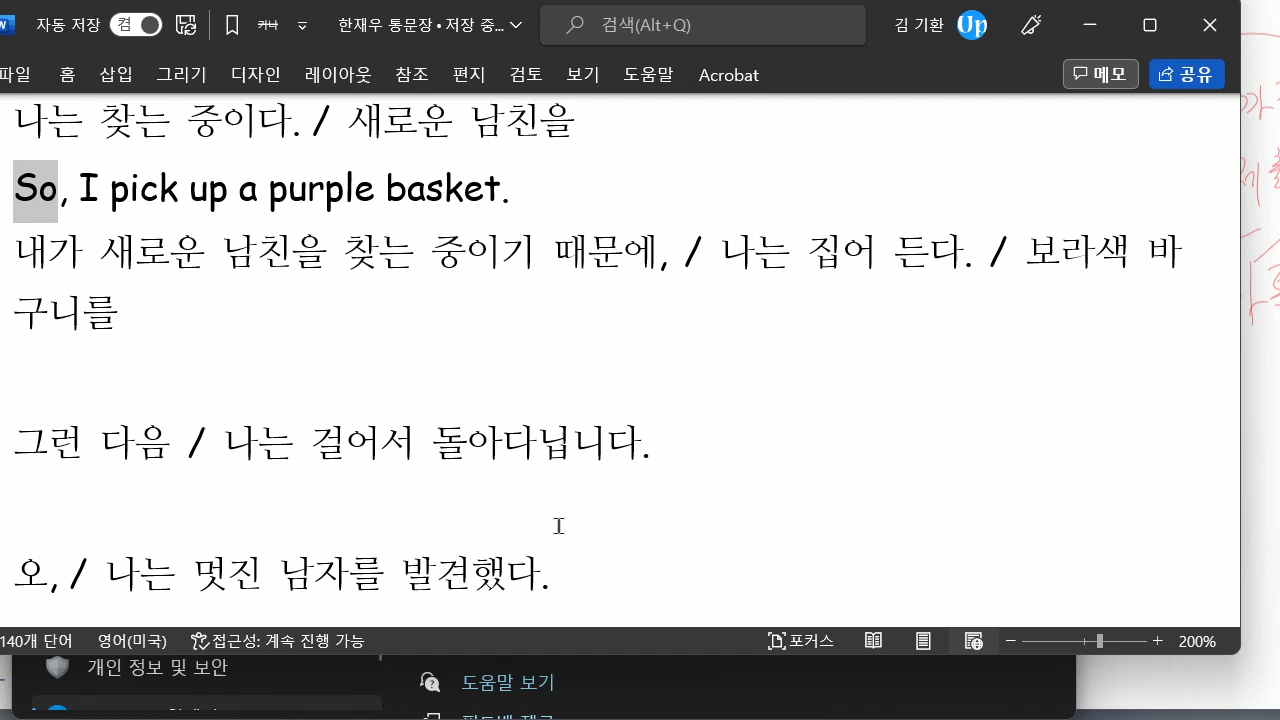 자동 저장 켬 가나 한재우 통문장 • 저장 중... 검색(Alt+Q) 김 기환 Up
파일 홈 삽입 그리기 디자인 레이아웃 참조 편지 검토 보기 도움말 Acrobat 메모 공유
나는 찾는 중이다. / 새로운 남친을
So, I pick up a purple basket.
내가 새로운 남친을 찾는 중이기 때문에, / 나는 집어 든다. / 보라색 바
구니를
그런 다음 / 나는 걸어서 돌아다닙니다.
오, / 나는 멋진 남자를 발견했다.
140개 단어 영어(미국) 접근성: 계속 진행 가능 포커스 200%
개인 정보 및 보안
도움말 보기